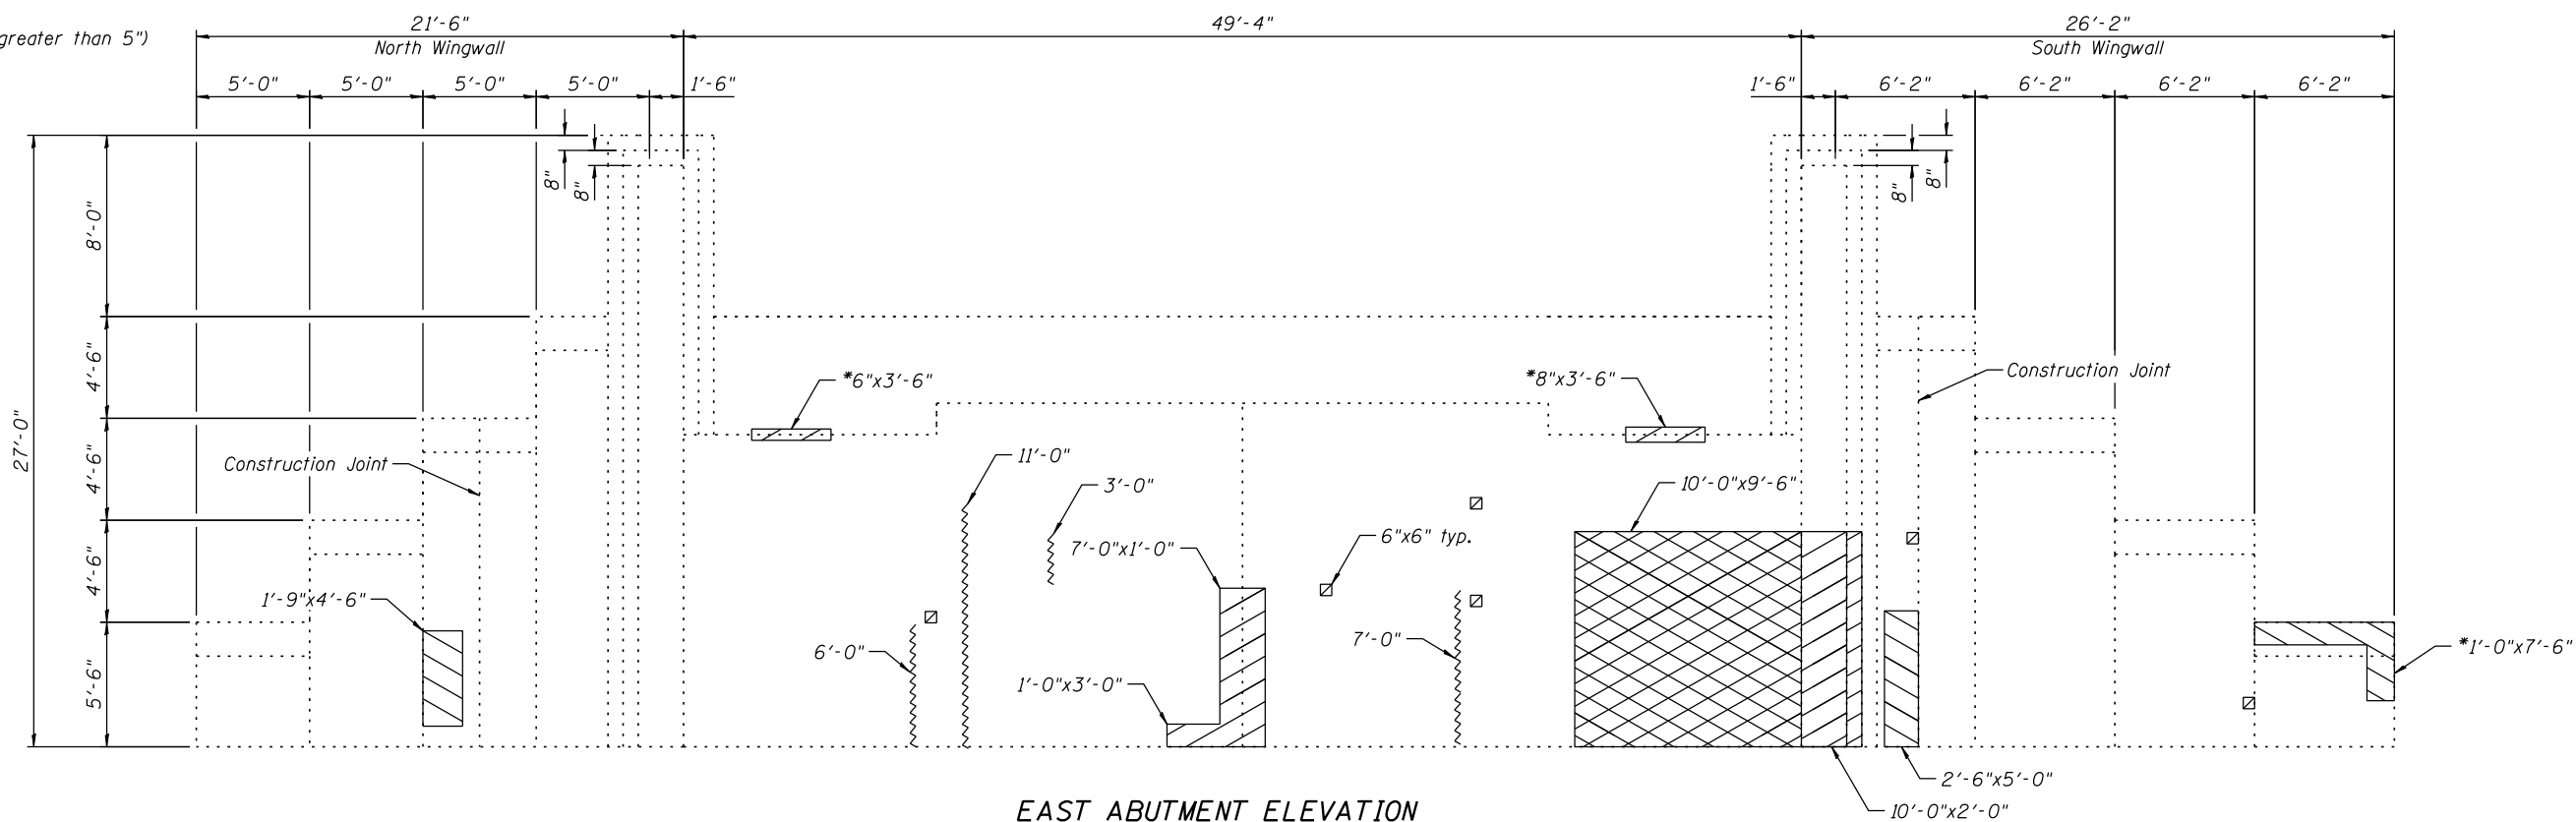 greater than 5")
21'-6"
49'-4"
26'-2"
North Wingwall
South Wingwall
5'-0"
5'-0"
5'-0"
5'-0"
1'-6"
1'-6"
6'-2"
6'-2"
6'-2"
6'-2"
8"
8"
8"
8"
8'-0"
4'-6"
4'-6"
4'-6"
5'-6"
27'-0"
*6"x3'-6"
*8"x3'-6"
Construction Joint
Construction Joint
11'-0"
3'-0"
7'-0"x1'-0"
6"x6" typ.
10'-0"x9'-6"
1'-9"x4'-6"
6'-0"
7'-0"
1'-0"x3'-0"
*1'-0"x7'-6"
2'-6"x5'-0"
10'-0"x2'-0"
EAST ABUTMENT ELEVATION